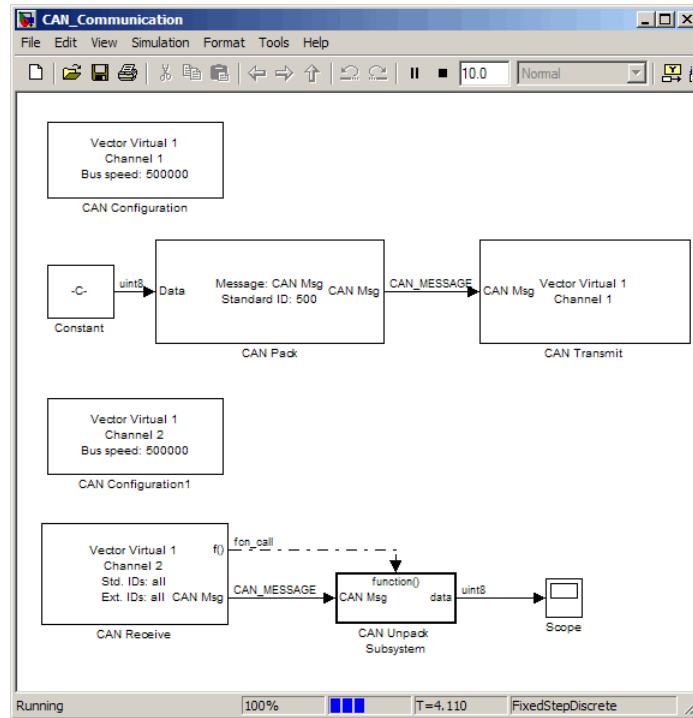 CAN_Communication
File Edit View Simulation Format Tools Help
10.0 Normal
Vector Virtual 1
Channel 1
Bus speed: 500000
CAN Configuration
-C-
Constant
uint8
Data
Message: CAN Msg
Standard ID: 500
CAN Msg
CAN Pack
CAN_MESSAGE
CAN Msg
Vector Virtual 1
Channel 1
CAN Transmit
Vector Virtual 1
Channel 2
Bus speed: 500000
CAN Configuration1
Vector Virtual 1
Channel 2
Std. IDs: all
Ext. IDs: all
f()
CAN Msg
CAN Receive
fcn_call
CAN_MESSAGE
function()
CAN Msg
data
CAN Unpack
Subsystem
uint8
Scope
Running 100% T=4.110 FixedStepDiscrete